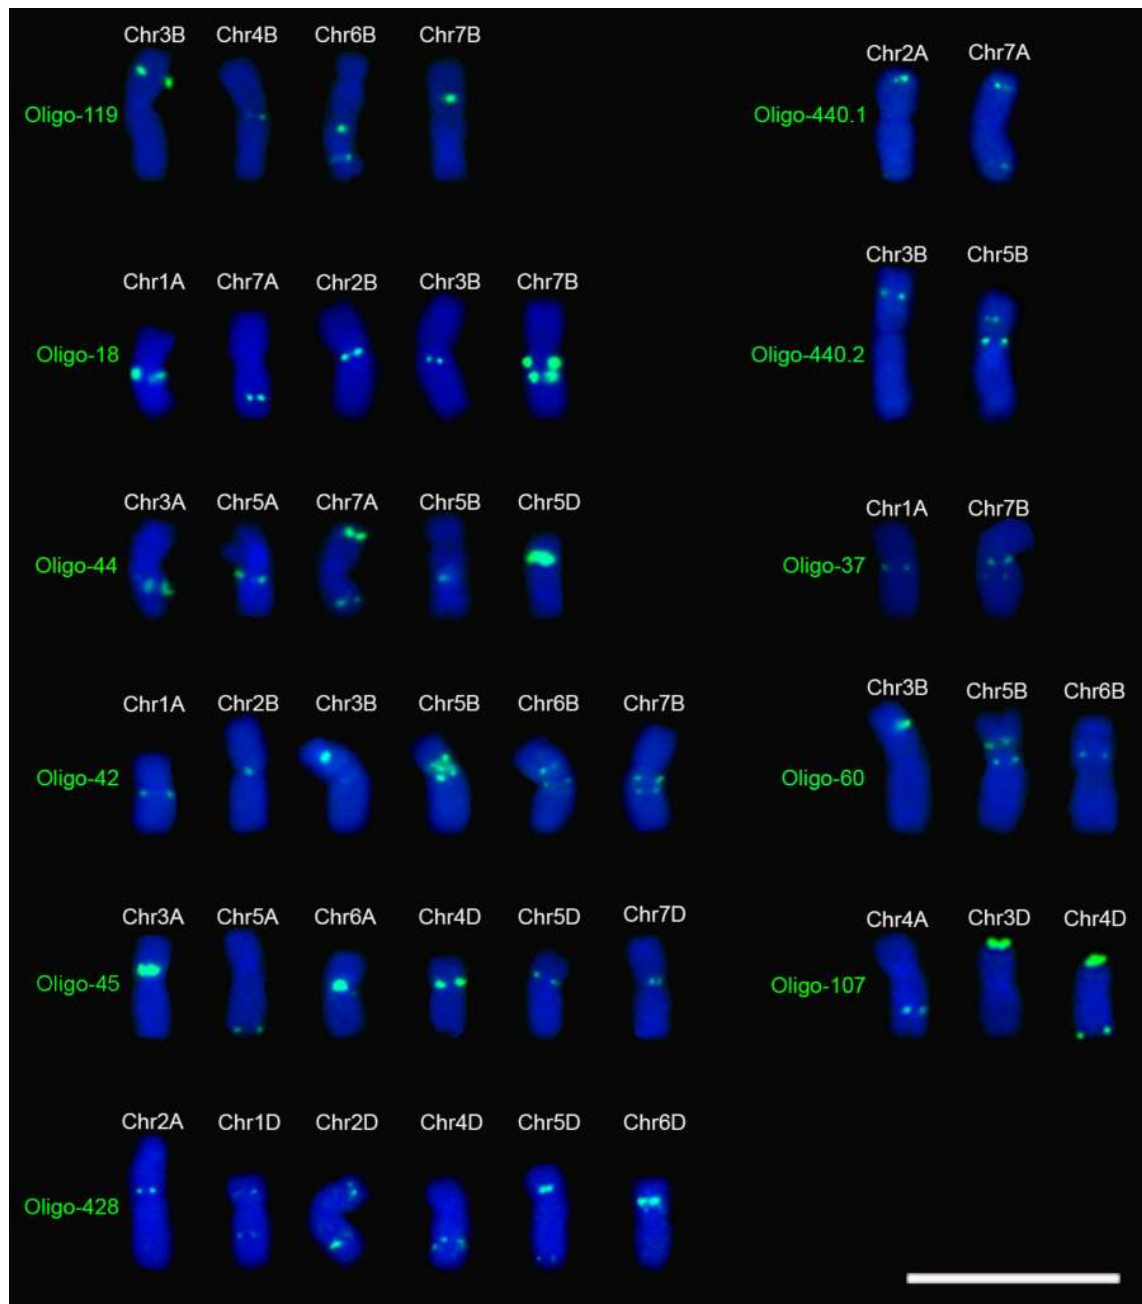 Chr3B Chr4B Chr6B Chr7B
Oligo-119
Chr2A Chr7A
Oligo-440.1
Chr1A Chr7A Chr2B Chr3B Chr7B
Oligo-18
Chr3B Chr5B
Oligo-440.2
Chr3A Chr5A Chr7A Chr5B Chr5D
Oligo-44
Chr1A Chr7B
Oligo-37
Chr1A Chr2B Chr3B Chr5B Chr6B Chr7B
Oligo-42
Chr3B Chr5B Chr6B
Oligo-60
Chr3A Chr5A Chr6A Chr4D Chr5D Chr7D
Oligo-45
Chr4A Chr3D Chr4D
Oligo-107
Chr2A Chr1D Chr2D Chr4D Chr5D Chr6D
Oligo-428